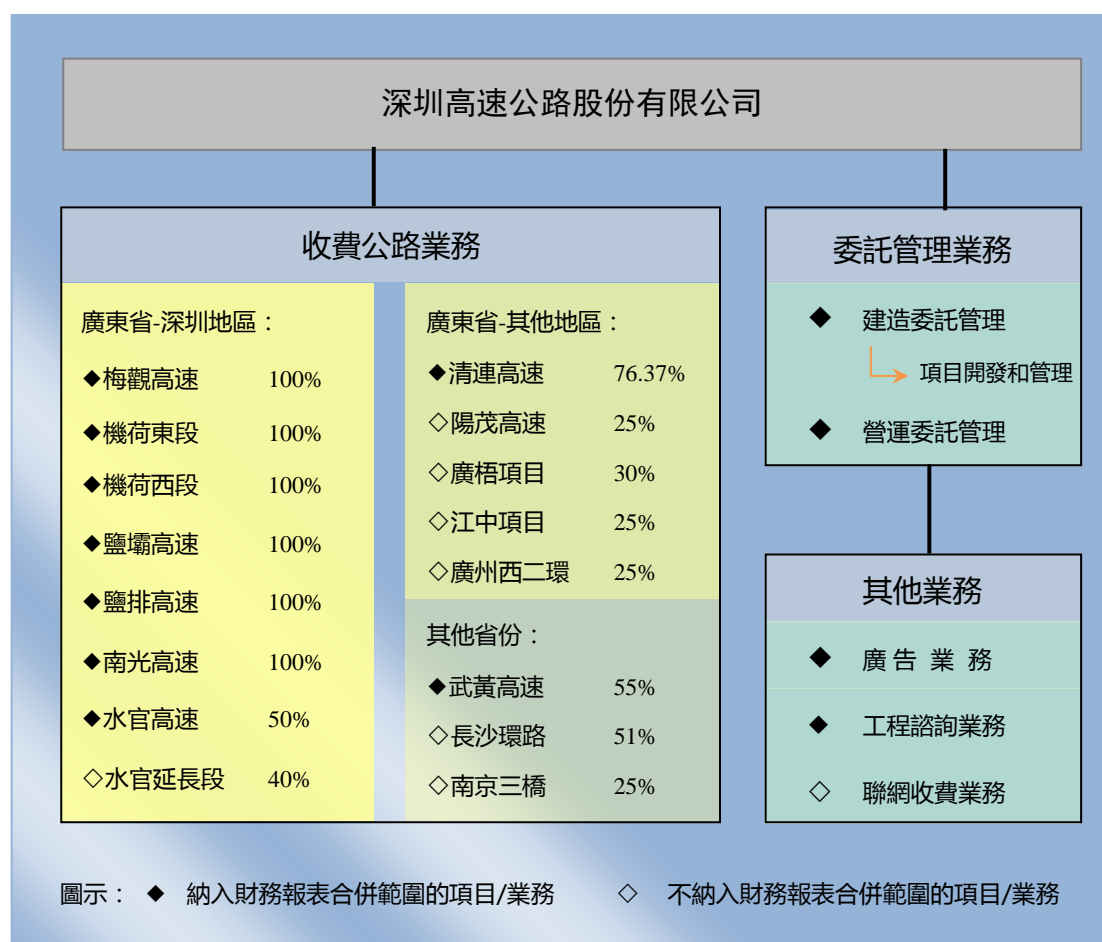 深圳高速公路股份有限公司
收費公路業務
廣東省-深圳地區：
◆梅觀高速 100%
◆機荷東段 100%
◆機荷西段 100%
◆鹽壩高速 100%
◆鹽排高速 100%
◆南光高速 100%
◆水官高速 50%
◇水官延長段 40%
廣東省-其他地區：
◆清連高速 76.37%
◇陽茂高速 25%
◇廣梧項目 30%
◇江中項目 25%
◇廣州西二環 25%
其他省份：
◆武黃高速 55%
◇長沙環路 51%
◇南京三橋 25%
委託管理業務
◆ 建造委託管理
項目開發和管理
◆ 營運委託管理
其他業務
◆ 廣告業務
◆ 工程諮詢業務
◇ 聯網收費業務
圖示：◆ 納入財務報表合併範圍的項目/業務 ◇ 不納入財務報表合併範圍的項目/業務